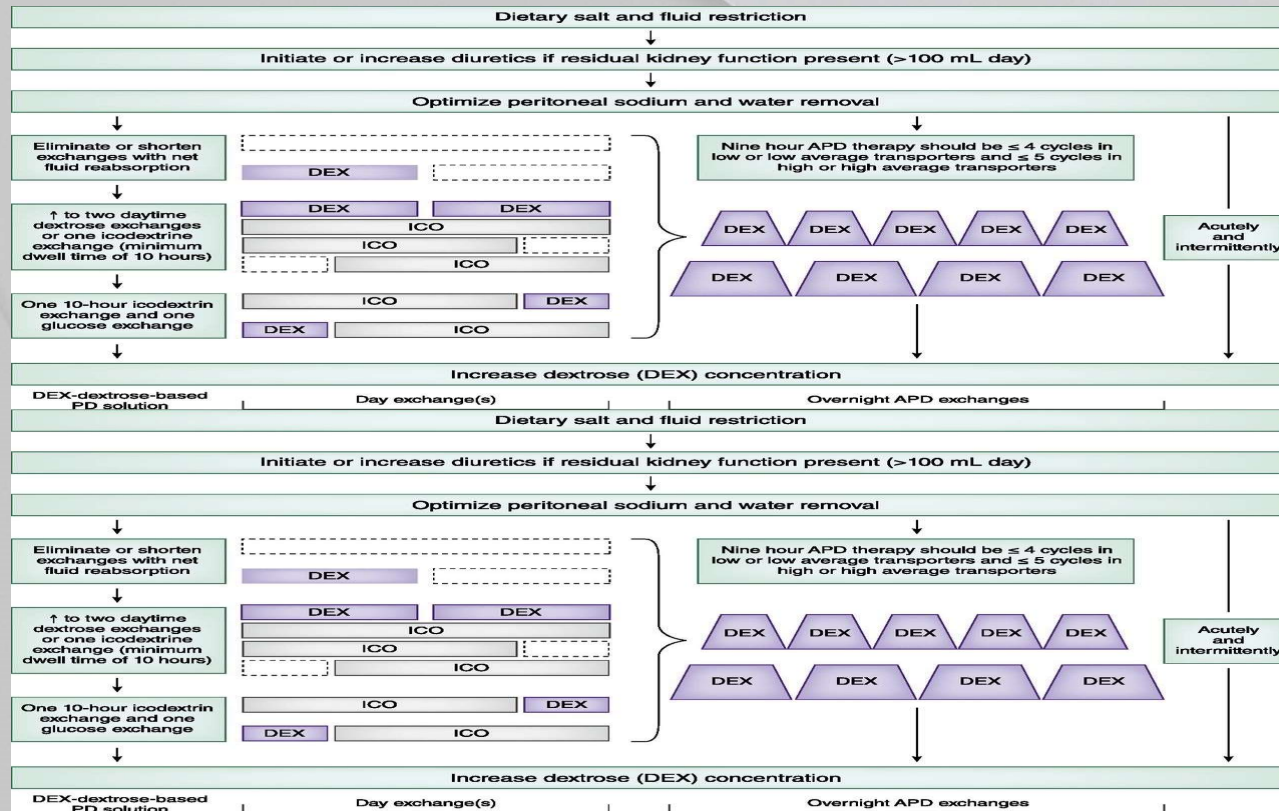 Dietary salt and fluid restriction
Initiate or increase diuretics if residual kidney function present (>100 mL day)
Optimize peritoneal sodium and water removal
Eliminate or shorten
exchanges with net
fluid reabsorption
DEX
Nine hour APD therapy should be ≤ 4 cycles in
low or low average transporters and ≤ 5 cycles in
high or high average transporters
↑ to two daytime
dextrose exchanges
or one icodextrine
exchange (minimum
dwell time of 10 hours)
DEX DEX
ICO
ICO
ICO
DEX DEX DEX DEX DEX
DEX DEX DEX DEX
Acutely
and
intermittently
One 10-hour icodextrin
exchange and one
glucose exchange
ICO DEX
DEX ICO
Increase dextrose (DEX) concentration
DEX-dextrose-based
PD solution
Day exchange(s)
Overnight APD exchanges
Dietary salt and fluid restriction
Initiate or increase diuretics if residual kidney function present (>100 mL day)
Optimize peritoneal sodium and water removal
Eliminate or shorten
exchanges with net
fluid reabsorption
DEX
Nine hour APD therapy should be ≤ 4 cycles in
low or low average transporters and ≤ 5 cycles in
high or high average transporters
↑ to two daytime
dextrose exchanges
or one icodextrine
exchange (minimum
dwell time of 10 hours)
DEX DEX
ICO
ICO
ICO
DEX DEX DEX DEX DEX
DEX DEX DEX DEX
Acutely
and
intermittently
One 10-hour icodextrin
exchange and one
glucose exchange
ICO DEX
DEX ICO
Increase dextrose (DEX) concentration
DEX-dextrose-based
PD solution
Day exchange(s)
Overnight APD exchanges